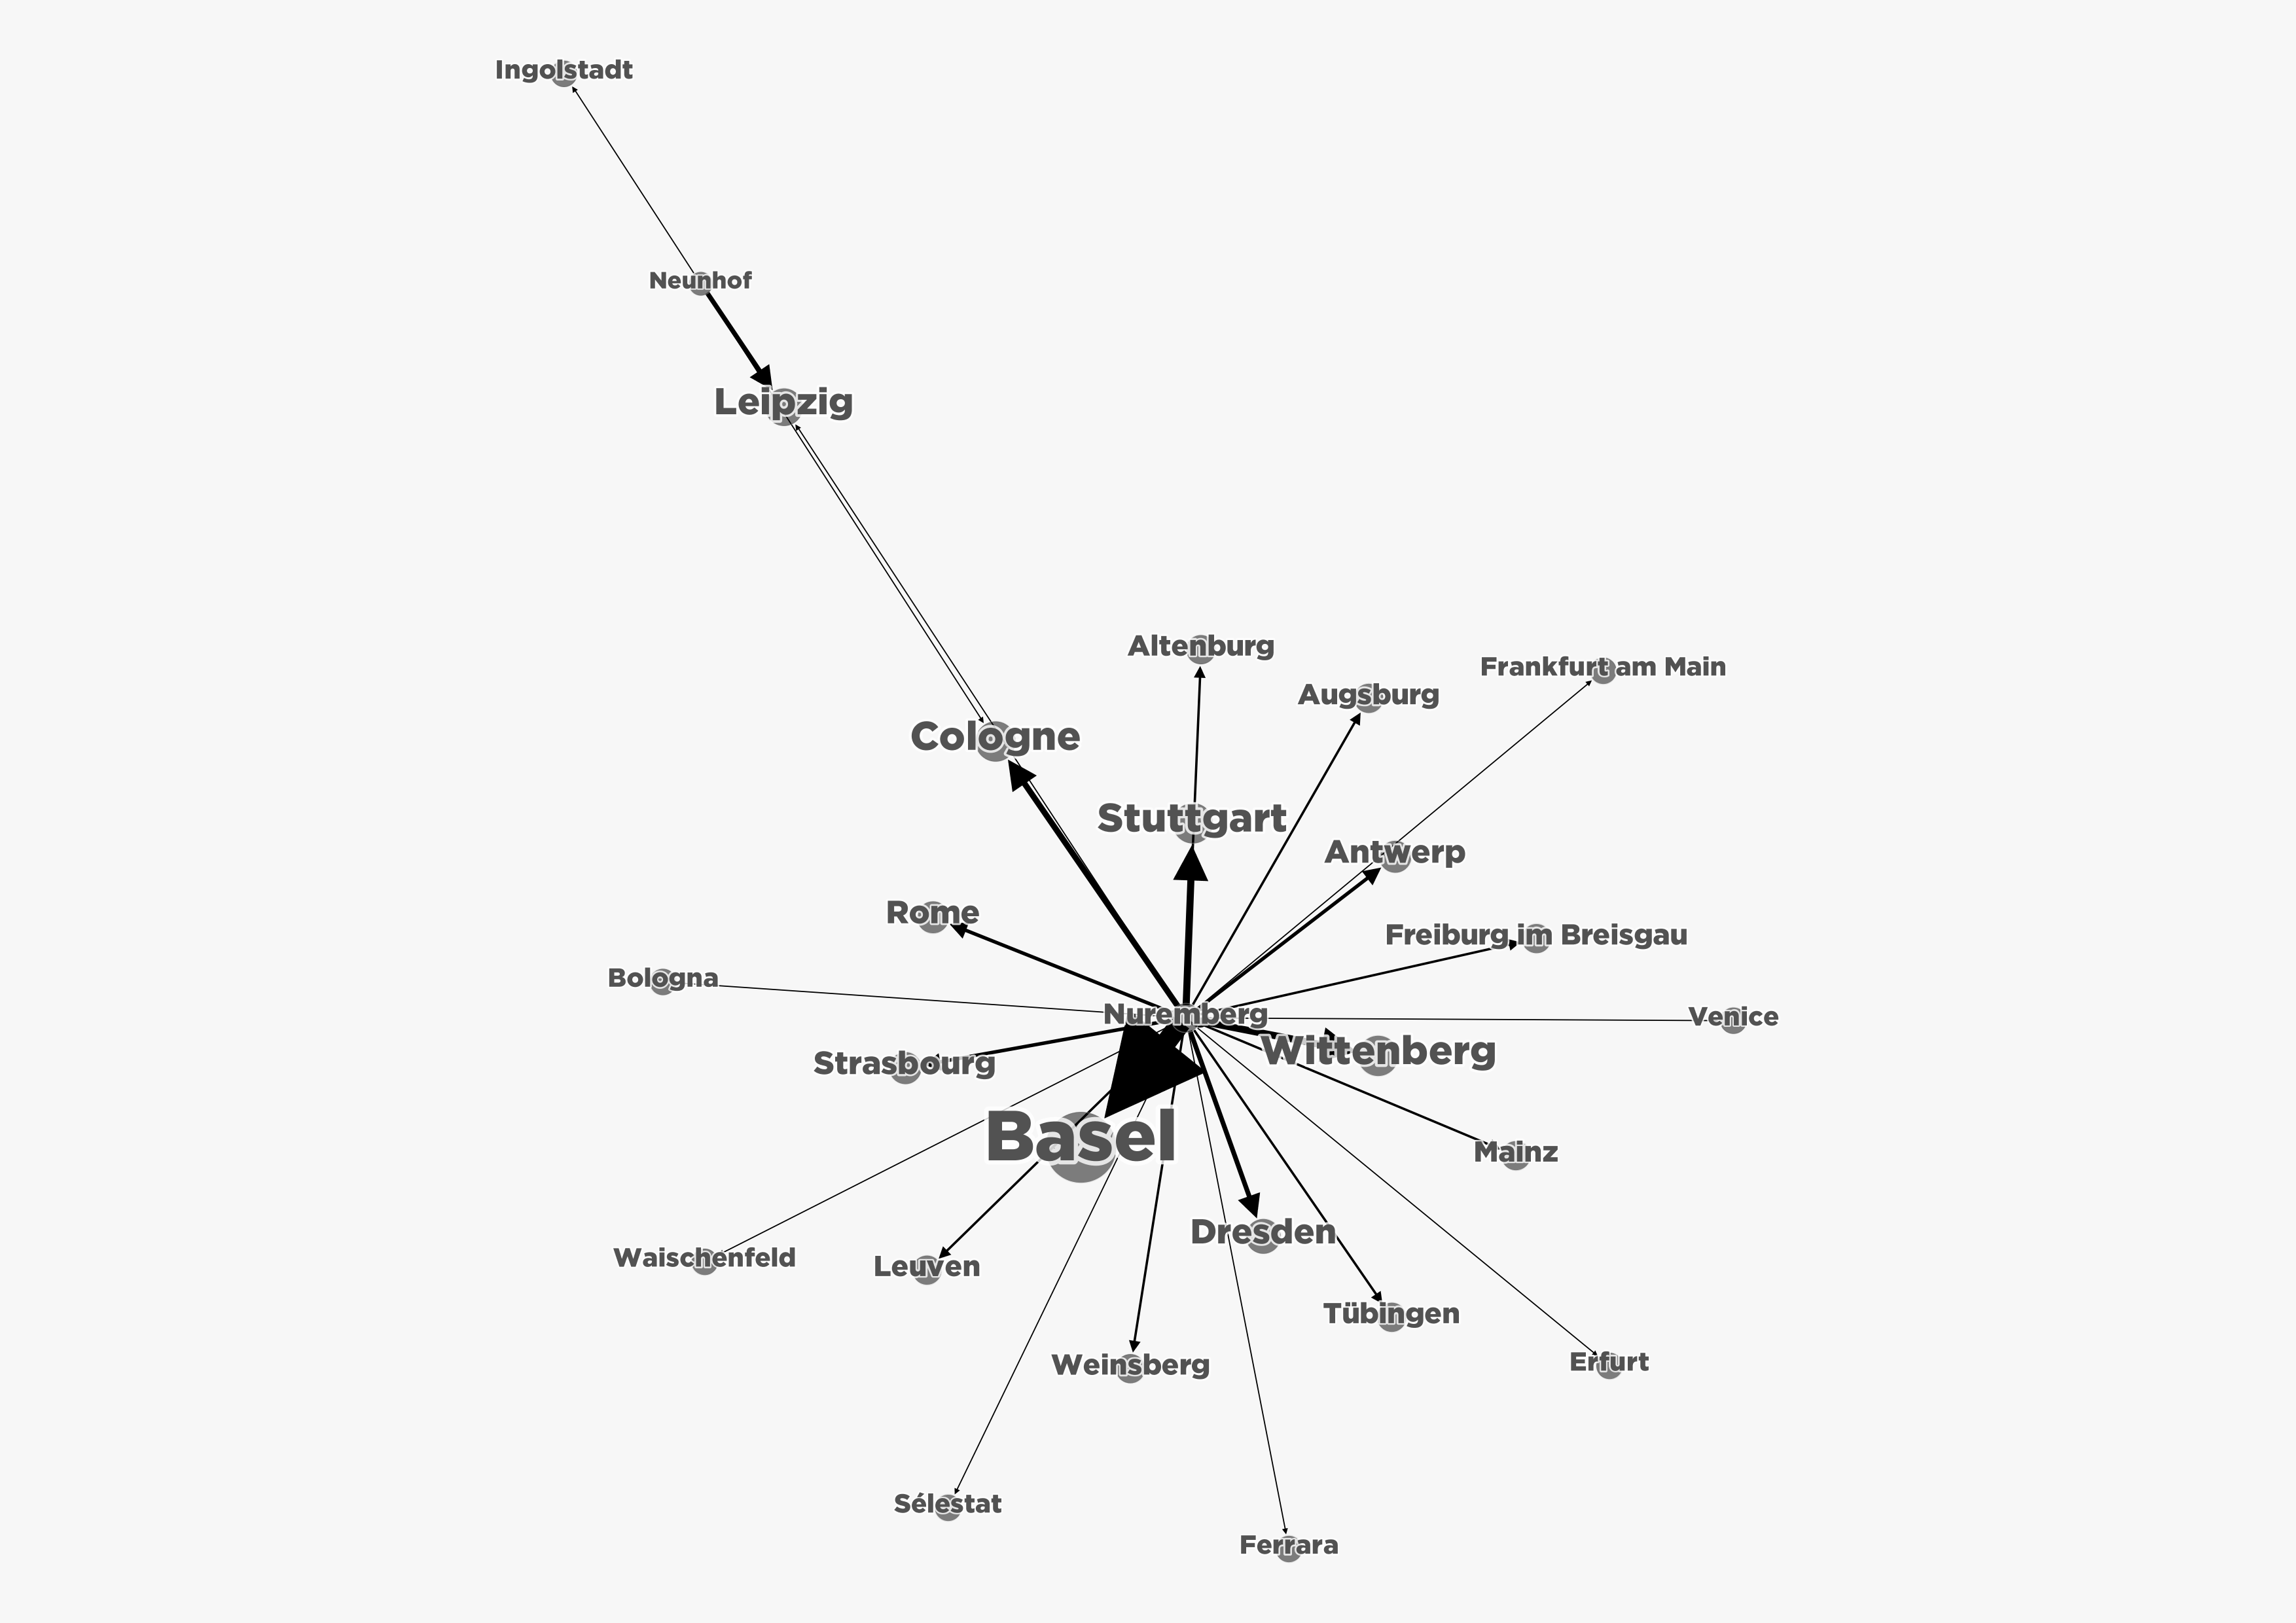 Ingolstadt
Neunhof
Leipzig
Altenburg
Frankfurt am Main
Augsburg
Cologne
Stuttgart
Antwerp
Rome
Freiburg im Breisgau
Bologna
Nuremberg
Venice
Wittenberg
Strasbourg
Basel
Mainz
Dresden
Waischenfeld
Leuven
Tübingen
Weinsberg
Erfurt
Sélestat
Ferrara